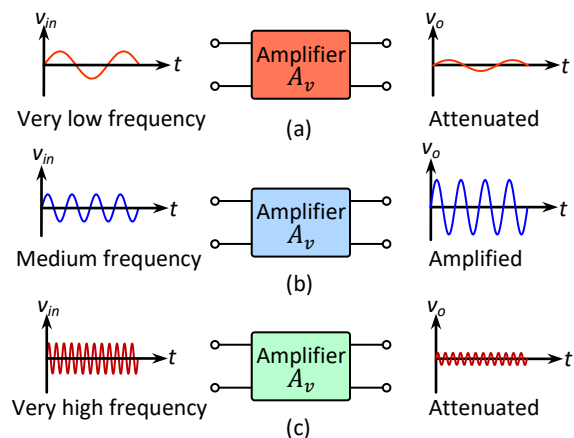 v_in
t
Very low frequency
Amplifier
A_v
(a)
v_o
t
Attenuated
v_in
t
Medium frequency
Amplifier
A_v
(b)
v_o
t
Amplified
v_in
t
Very high frequency
Amplifier
A_v
(c)
v_o
t
Attenuated